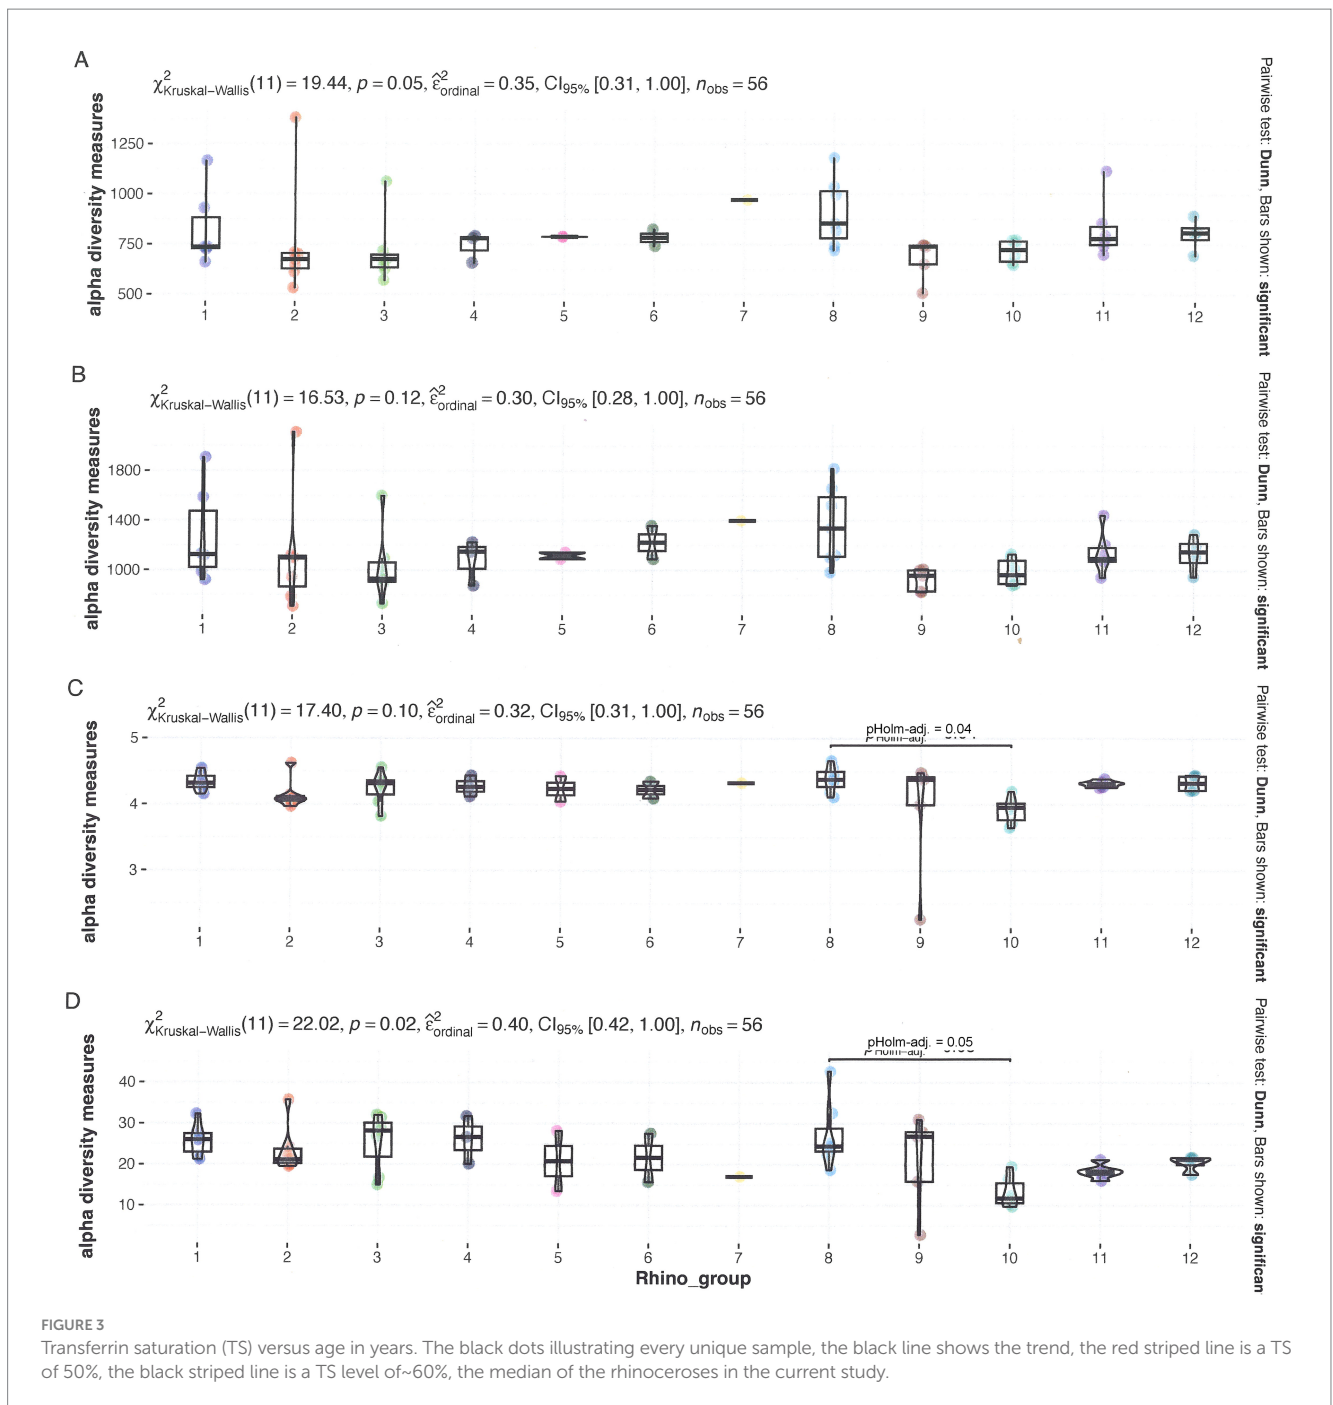 A
χ²Kruskal–Wallis(11) = 19.44, p = 0.05, ε̂²ordinal = 0.35, CI95% [0.31, 1.00], nobs = 56
alpha diversity measures
1250
1000
750
500
1 2 3 4 5 6 7 8 9 10 11 12
Pairwise test: Dunn, Bars shown: significant
B
χ²Kruskal–Wallis(11) = 16.53, p = 0.12, ε̂²ordinal = 0.30, CI95% [0.28, 1.00], nobs = 56
alpha diversity measures
1800
1400
1000
1 2 3 4 5 6 7 8 9 10 11 12
Pairwise test: Dunn, Bars shown: significant
C
χ²Kruskal–Wallis(11) = 17.40, p = 0.10, ε̂²ordinal = 0.32, CI95% [0.31, 1.00], nobs = 56
alpha diversity measures
pHolm-adj. = 0.04
5
4
3
1 2 3 4 5 6 7 8 9 10 11 12
Pairwise test: Dunn, Bars shown: significant
D
χ²Kruskal–Wallis(11) = 22.02, p = 0.02, ε̂²ordinal = 0.40, CI95% [0.42, 1.00], nobs = 56
alpha diversity measures
pHolm-adj. = 0.05
40
30
20
10
1 2 3 4 5 6 7 8 9 10 11 12
Rhino_group
Pairwise test: Dunn, Bars shown: significan
FIGURE 3
Transferrin saturation (TS) versus age in years. The black dots illustrating every unique sample, the black line shows the trend, the red striped line is a TS
of 50%, the black striped line is a TS level of~60%, the median of the rhinoceroses in the current study.